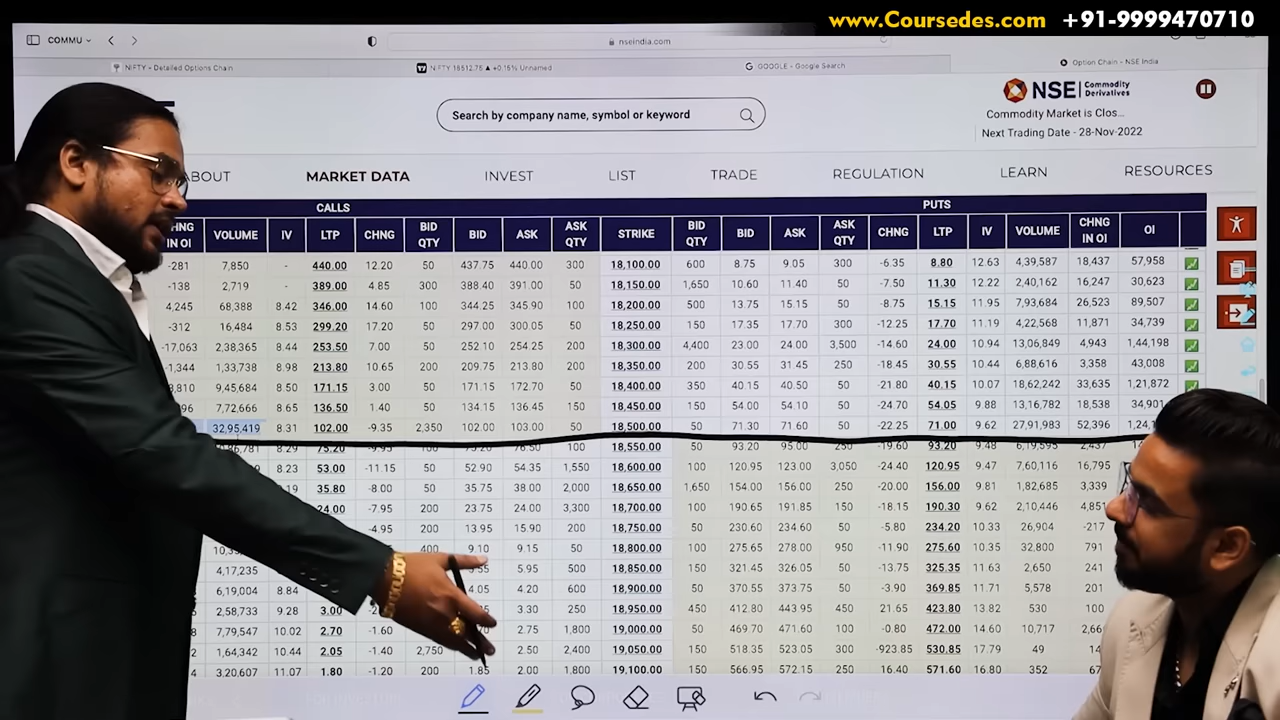 www.Coursedes.com +91-9999470710
COMMU
nseindia.com
NIFTY - Detailed Options Chain NIFTY 18512.75 ▲ +0.15% Unnamed GOOGLE - Google Search Option Chain - NSE India
Search by company name, symbol or keyword
NSE Commodity Derivatives
Commodity Market is Clos...
Next Trading Date - 28-Nov-2022
ABOUT MARKET DATA INVEST LIST TRADE REGULATION LEARN RESOURCES
CALLS PUTS
CHNG IN OI VOLUME IV LTP CHNG BID QTY BID ASK ASK QTY STRIKE BID QTY BID ASK ASK QTY CHNG LTP IV VOLUME CHNG IN OI OI
-281 7,850 - 440.00 12.20 50 437.75 440.00 300 18,100.00 600 8.75 9.05 300 -6.35 8.80 12.63 4,39,587 18,437 57,958
-138 2,719 - 389.00 4.85 300 388.40 391.00 50 18,150.00 1,650 10.60 11.40 50 -7.50 11.30 12.22 2,40,162 16,247 30,623
4,245 68,388 8.42 346.00 14.60 100 344.25 345.90 100 18,200.00 500 13.75 15.15 50 -8.75 15.15 11.95 7,93,684 26,523 89,507
-312 16,484 8.53 299.20 17.20 50 297.00 300.05 50 18,250.00 150 17.35 17.70 300 -12.25 17.70 11.19 4,22,568 11,871 34,739
-17,063 2,38,365 8.44 253.50 7.00 50 252.10 254.25 200 18,300.00 4,400 23.00 24.00 3,500 -14.60 24.00 10.94 13,06,849 4,943 1,44,198
-1,344 1,33,738 8.98 213.80 10.65 200 209.75 213.80 200 18,350.00 200 30.55 31.45 250 -18.45 30.55 10.44 6,88,616 3,358 43,008
9,45,684 8.50 171.15 3.00 50 171.15 172.70 50 18,400.00 350 40.15 40.50 50 -21.80 40.15 10.07 18,62,242 33,635 1,21,872
7,72,666 8.65 136.50 1.40 50 134.15 136.45 150 18,450.00 150 54.00 54.10 50 -24.70 54.05 9.88 13,16,782 18,538 34,901
32,95,419 8.31 102.00 -9.35 2,350 102.00 103.00 50 18,500.00 50 71.30 71.60 50 -22.25 71.00 9.62 27,91,983 52,396
8.29 75.20 -9.95 100 75.20 76.50 100 18,550.00 50 93.20 95.00 250 -19.60 93.20 9.48 6,19,595 2,437
8.23 53.00 -11.15 50 52.90 54.35 1,550 18,600.00 100 120.95 123.00 3,050 -24.40 120.95 9.47 7,60,116 16,795
35.80 -8.00 50 35.75 38.00 2,000 18,650.00 1,650 154.00 156.00 250 -20.00 156.00 9.81 1,82,685 3,339
24.00 -7.95 200 23.75 24.00 3,300 18,700.00 100 190.65 191.85 150 -18.15 190.30 9.62 2,10,446
-4.95 200 13.95 15.90 200 18,750.00 50 230.60 234.60 50 -5.80 234.20 10.33 26,904 -217
400 9.10 9.15 50 18,800.00 100 275.65 278.00 950 -11.90 275.60 10.35 32,800 791
4,17,235 5.95 500 18,850.00 150 321.45 326.05 50 -13.75 325.35 11.63 2,650 241
6,19,004 8.84 4.05 4.20 600 18,900.00 50 370.55 373.75 50 -3.90 369.85 11.71 5,578 201
2,58,733 9.28 3.00 3.30 250 18,950.00 450 412.80 443.95 450 21.65 423.80 13.82 530 100
7,79,547 10.02 2.70 -1.60 2.75 1,800 19,000.00 50 469.70 471.60 100 -0.80 472.00 14.60 10,717
1,64,342 10.44 2.05 -1.40 2,750 2.50 2,400 19,050.00 150 518.35 523.05 300 -923.85 530.85 17.79 49
3,20,607 11.07 1.80 -1.20 200 1.85 2.00 1,800 19,100.00 150 566.95 572.15 250 16.40 571.60 16.80 352